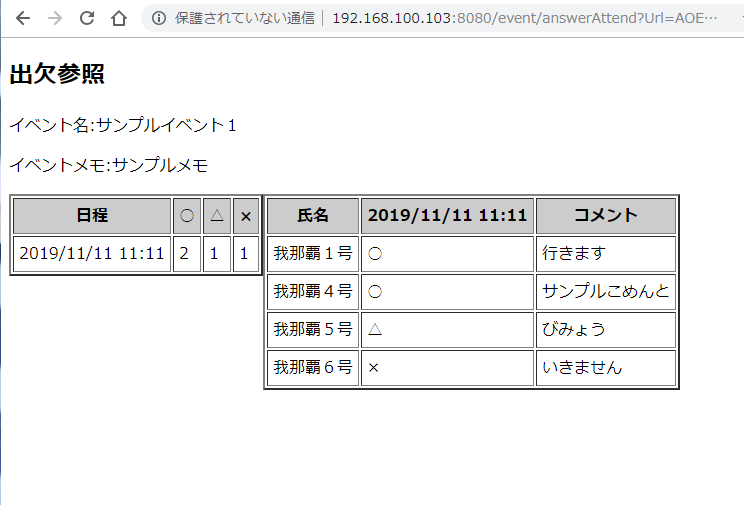 保護されていない通信 | 192.168.100.103:8080/event/answerAttend?Url=AOE…
出欠参照
イベント名:サンプルイベント１
イベントメモ:サンプルメモ
日程 ○ △ ×
2019/11/11 11:11 2 1 1
氏名 2019/11/11 11:11 コメント
我那覇１号 ○ 行きます
我那覇４号 ○ サンプルこめんと
我那覇５号 △ びみょう
我那覇６号 × いきません